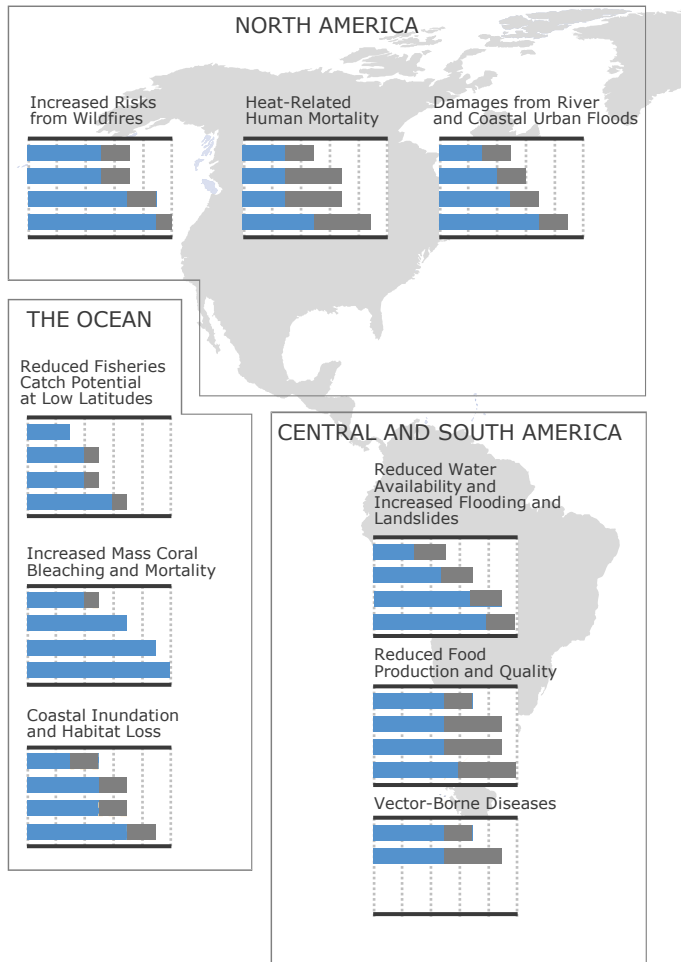 NORTH AMERICA
Increased Risks
from Wildfires
Heat-Related
Human Mortality
Damages from River
and Coastal Urban Floods
THE OCEAN
Reduced Fisheries
Catch Potential
at Low Latitudes
Increased Mass Coral
Bleaching and Mortality
Coastal Inundation
and Habitat Loss
CENTRAL AND SOUTH AMERICA
Reduced Water
Availability and
Increased Flooding and
Landslides
Reduced Food
Production and Quality
Vector-Borne Diseases